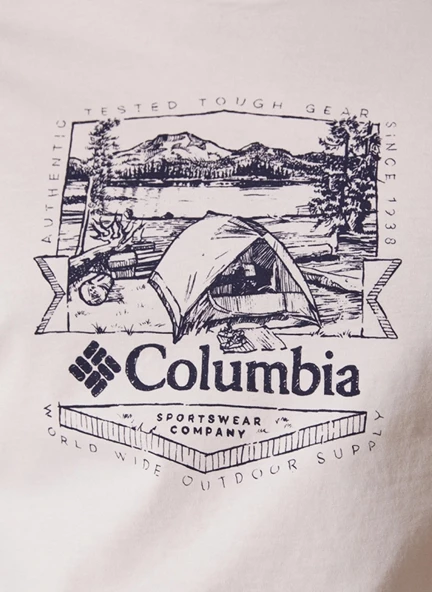 AUTHENTIC TESTED TOUGH GEAR SINCE 1938
Columbia
SPORTSWEAR
COMPANY
WORLD WIDE OUTDOOR SUPPLY